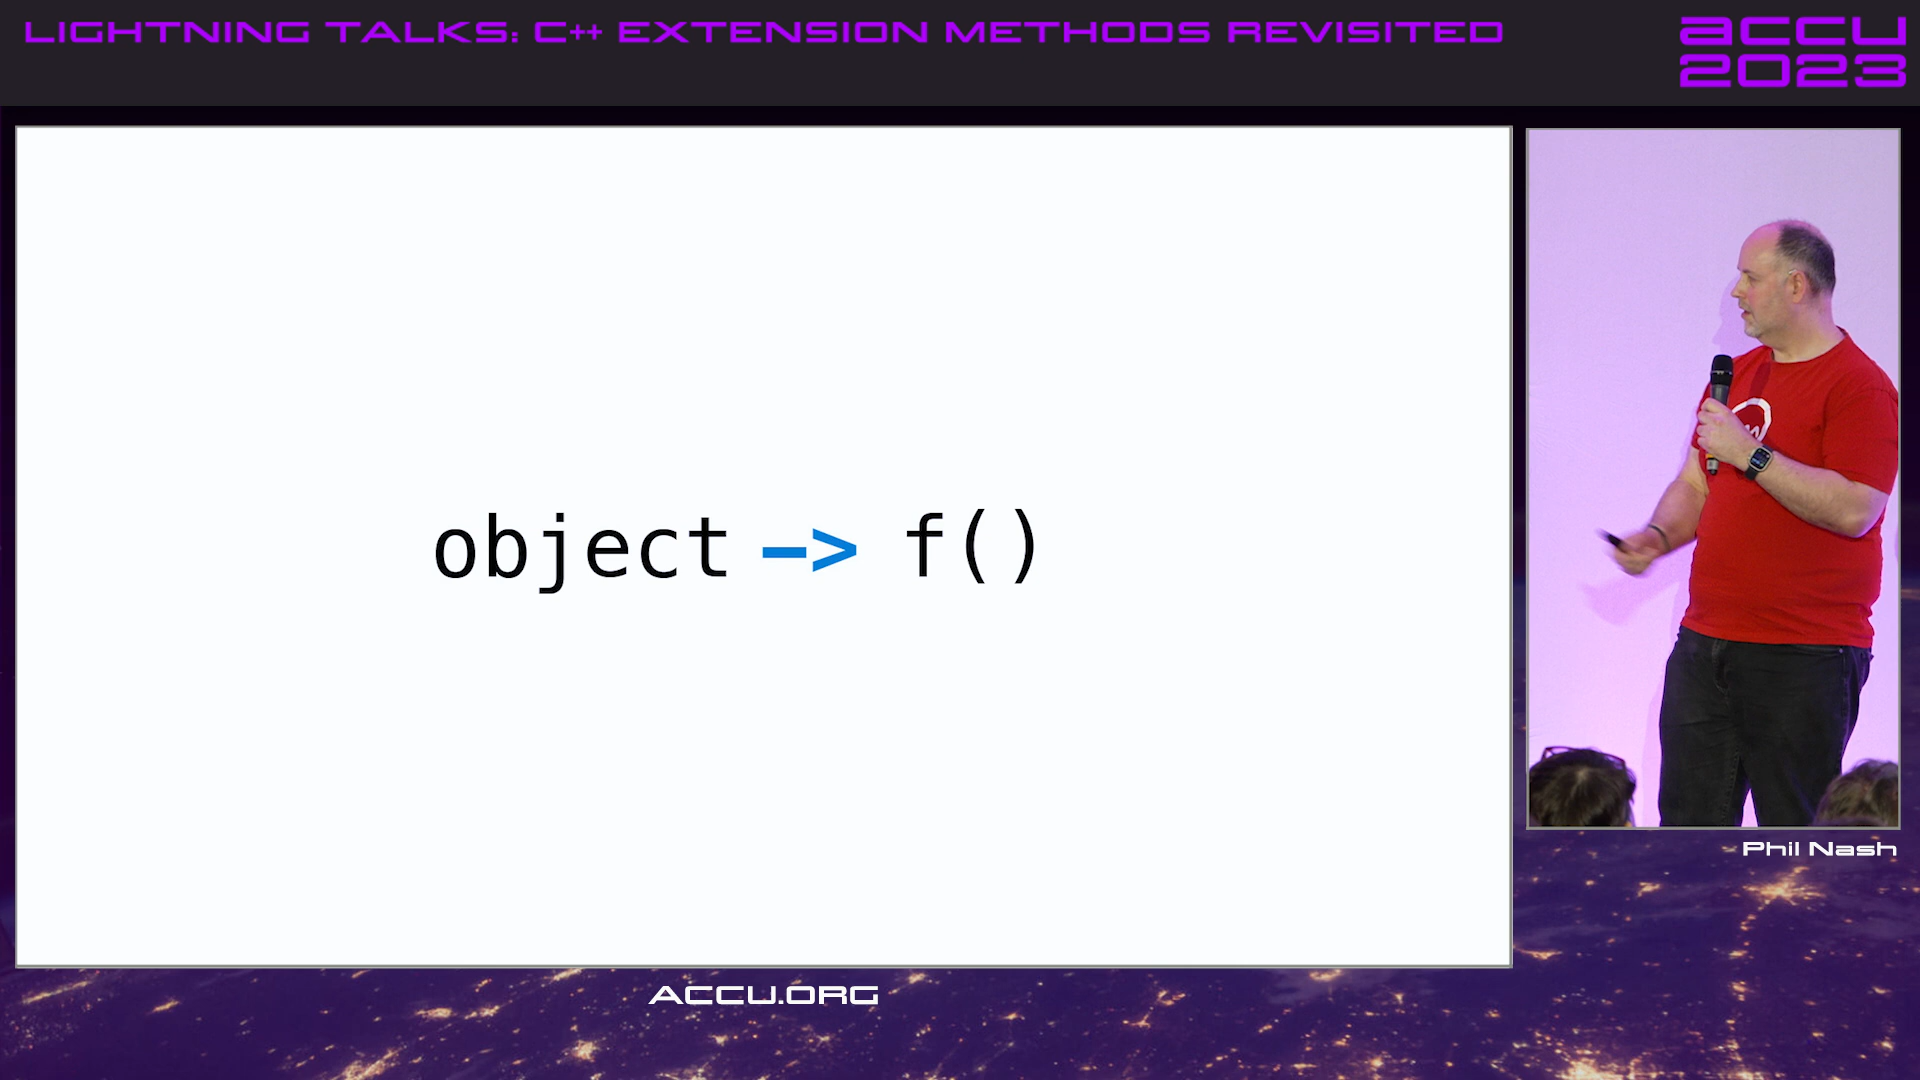 LIGHTNING TALKS: C++ EXTENSION METHODS REVISITED
ACCU
2023
object -> f()
Phil Nash
ACCU.ORG